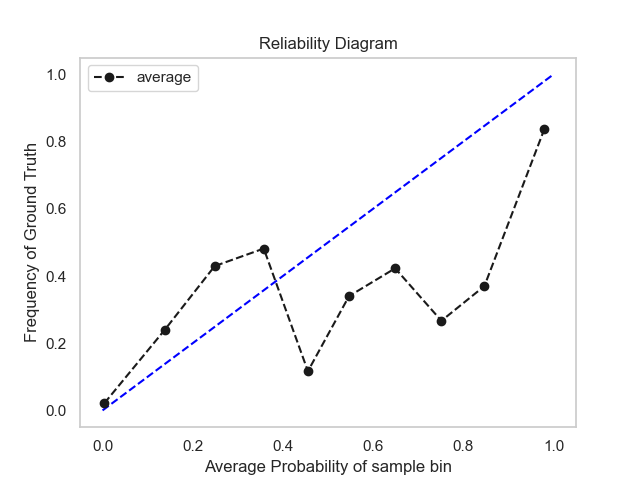 Reliability Diagram
average
Frequency of Ground Truth
1.0
0.8
0.6
0.4
0.2
0.0
0.0 0.2 0.4 0.6 0.8 1.0
Average Probability of sample bin